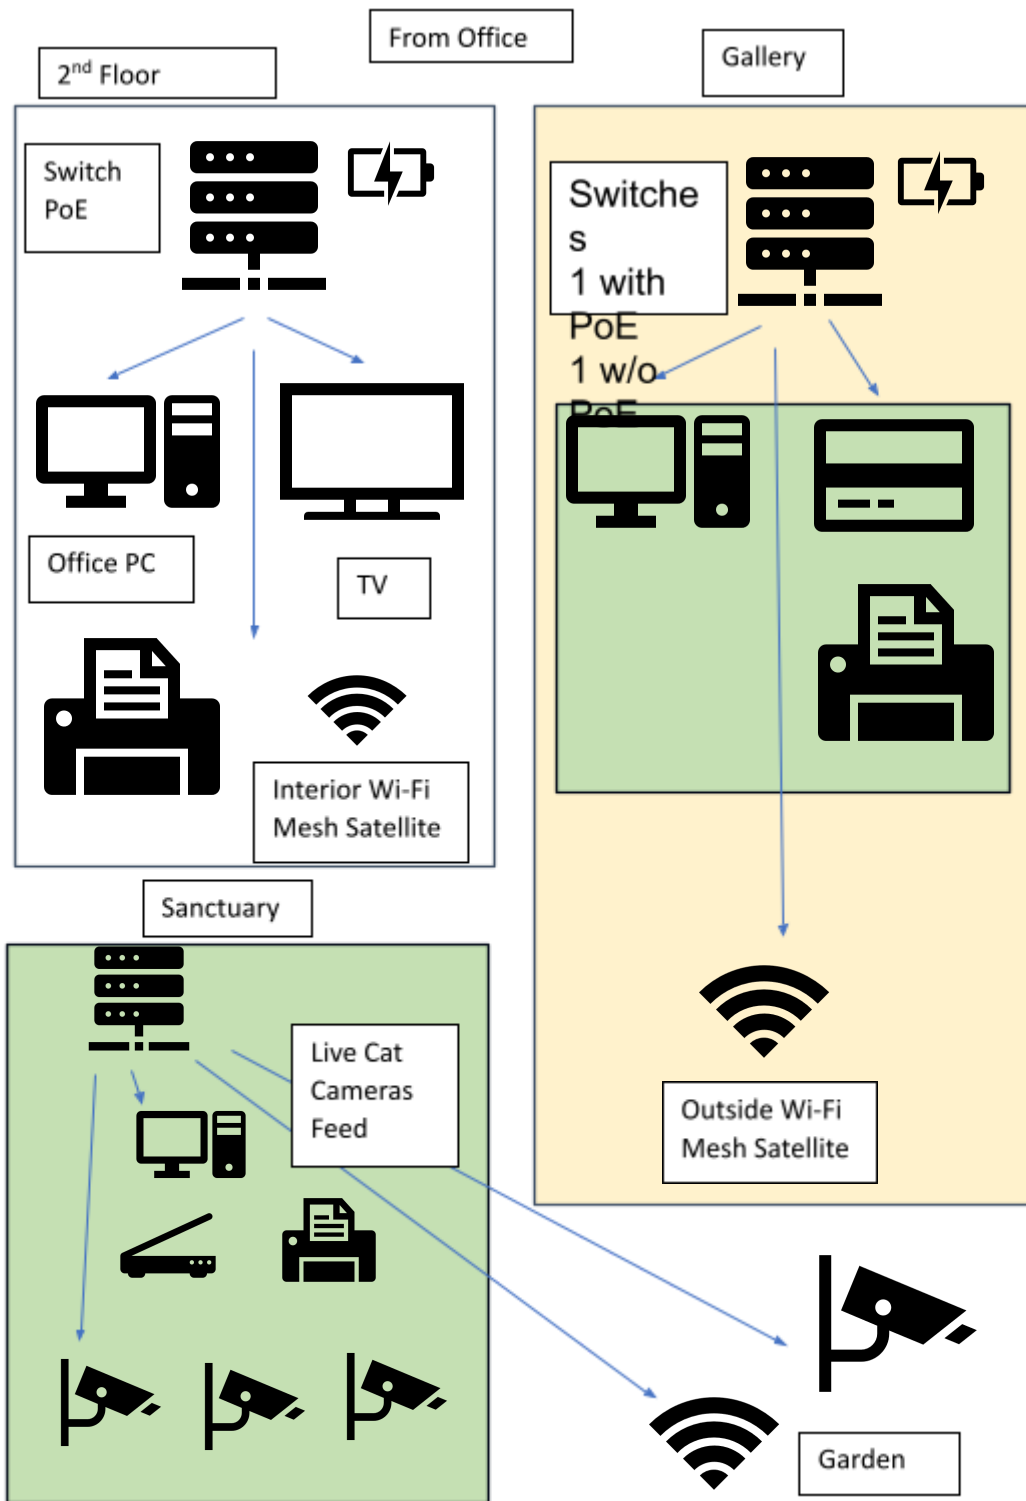 From Office
2nd Floor
Gallery
Switch
PoE
Switche
s
1 with
PoE
1 w/o
PoE
Office PC
TV
Interior Wi-Fi
Mesh Satellite
Sanctuary
Live Cat
Cameras
Feed
Outside Wi-Fi
Mesh Satellite
Garden